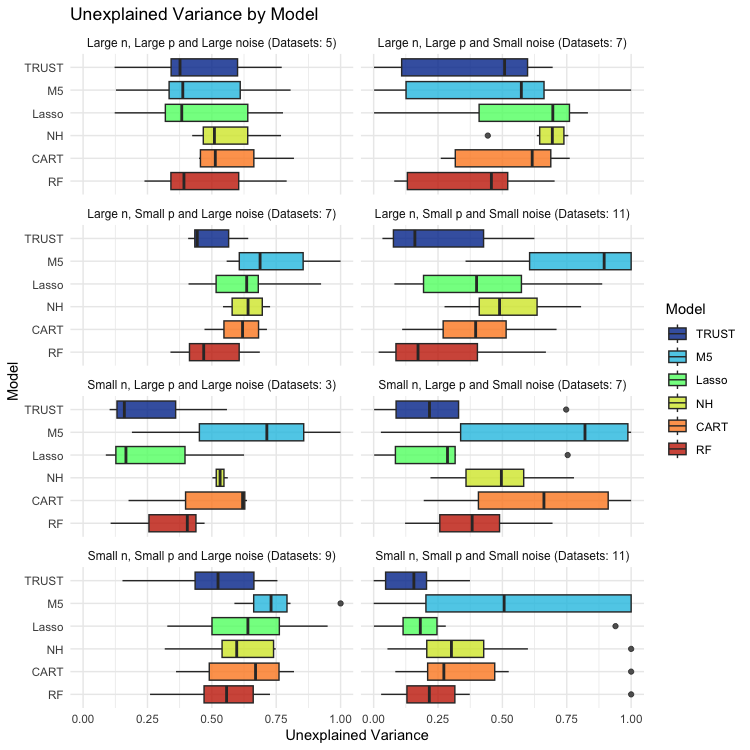 Unexplained Variance by Model
Large n, Large p and Large noise (Datasets: 5)
Large n, Large p and Small noise (Datasets: 7)
TRUST
M5
Lasso
NH
CART
RF
Large n, Small p and Large noise (Datasets: 7)
Large n, Small p and Small noise (Datasets: 11)
TRUST
M5
Lasso
NH
CART
RF
Small n, Large p and Large noise (Datasets: 3)
Small n, Large p and Small noise (Datasets: 7)
TRUST
M5
Lasso
NH
CART
RF
Small n, Small p and Large noise (Datasets: 9)
Small n, Small p and Small noise (Datasets: 11)
TRUST
M5
Lasso
NH
CART
RF
0.00 0.25 0.50 0.75 1.00
0.00 0.25 0.50 0.75 1.00
Unexplained Variance
Model
Model
TRUST
M5
Lasso
NH
CART
RF